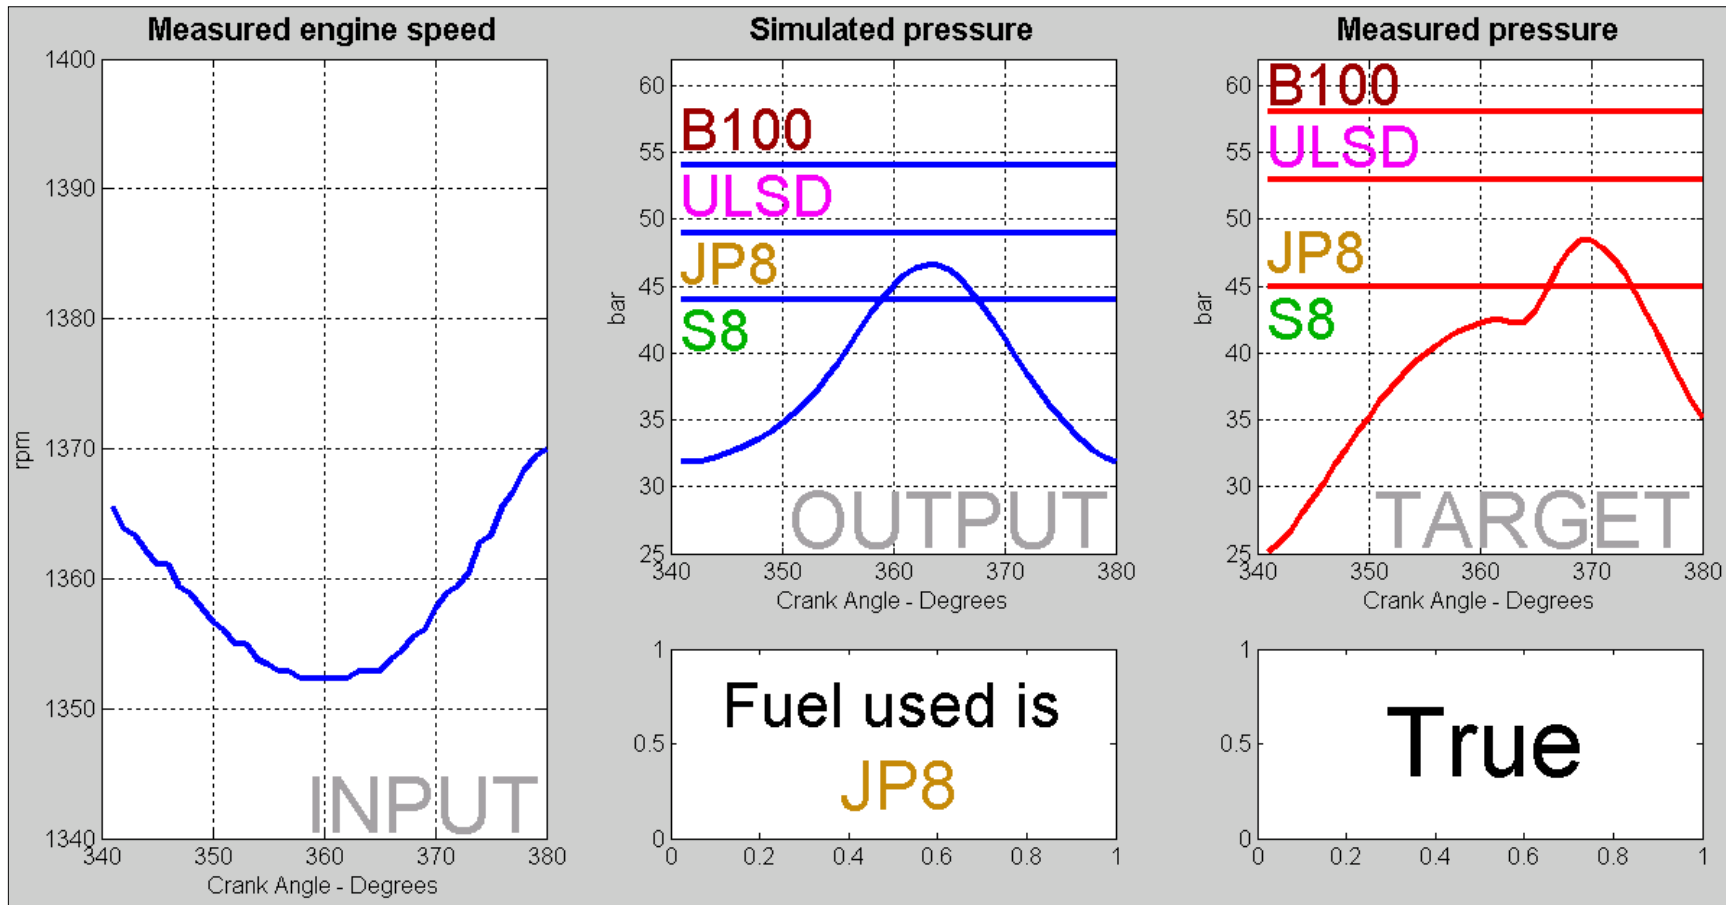 Measured engine speed
1400
1390
1380
1370
1360
1350
1340
rpm
INPUT
340 350 360 370 380
Crank Angle - Degrees
Simulated pressure
60
55
50
45
40
35
30
25
bar
B100
ULSD
JP8
S8
OUTPUT
340 350 360 370 380
Crank Angle - Degrees
Measured pressure
60
55
50
45
40
35
30
25
bar
B100
ULSD
JP8
S8
TARGET
340 350 360 370 380
Crank Angle - Degrees
1
0.5
0
Fuel used is
JP8
0 0.2 0.4 0.6 0.8 1
1
0.5
0
True
0 0.2 0.4 0.6 0.8 1